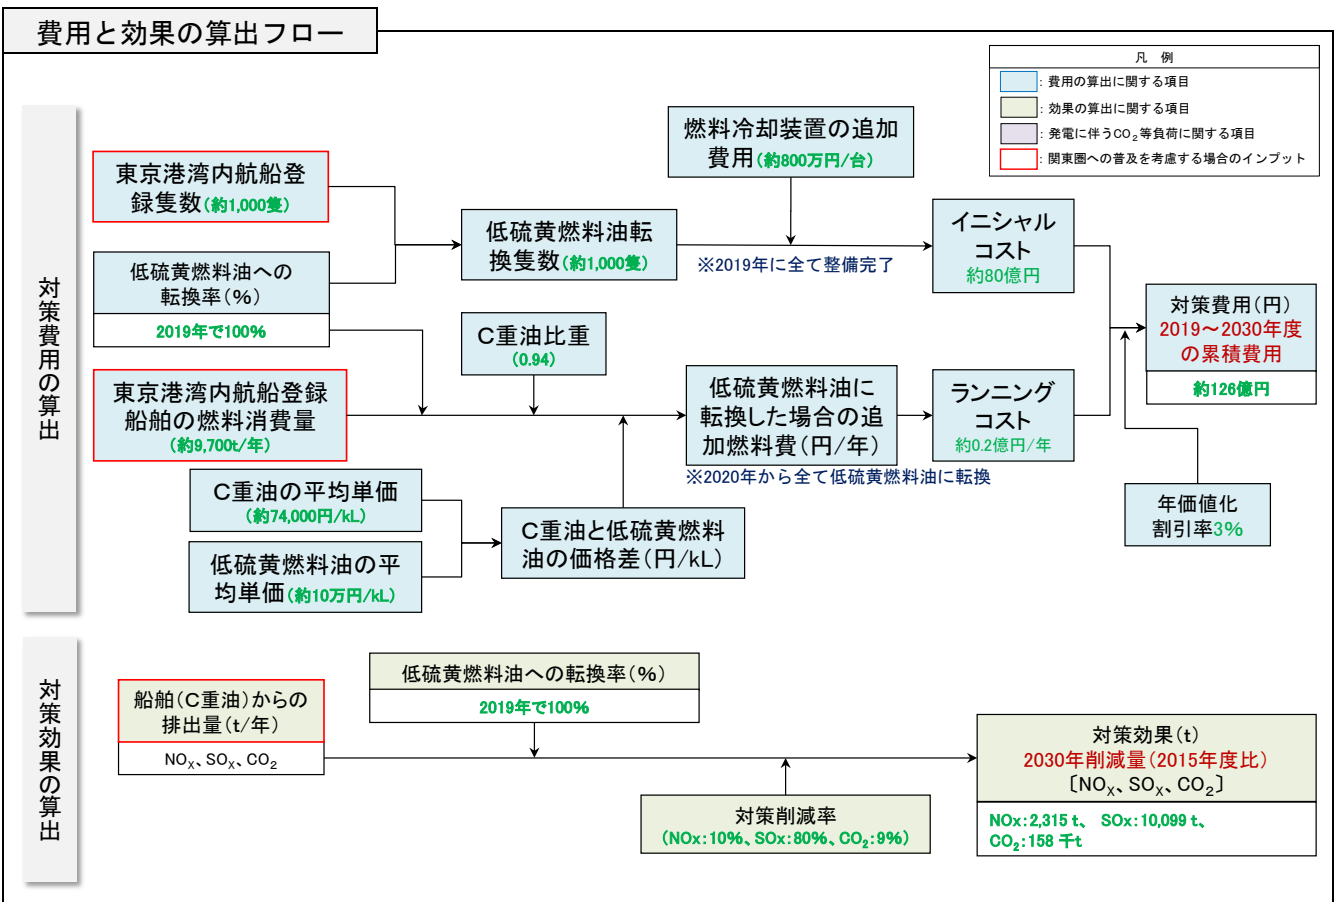 費用と効果の算出フロー
凡 例
：費用の算出に関する項目
：効果の算出に関する項目
：発電に伴うCO₂等負荷に関する項目
：関東圏への普及を考慮する場合のインプット
対策費用の算出
東京港湾内航船登
録隻数(約1,000隻)
低硫黄燃料油への
転換率(%)
2019年で100%
燃料冷却装置の追加
費用(約800万円/台)
低硫黄燃料油転
換隻数(約1,000隻)
※2019年に全て整備完了
イニシャル
コスト
約80億円
対策費用(円)
2019～2030年度
の累積費用
約126億円
C重油比重
(0.94)
東京港湾内航船登録
船舶の燃料消費量
(約9,700t/年)
低硫黄燃料油に
転換した場合の追
加燃料費(円/年)
※2020年から全て低硫黄燃料油に転換
ランニング
コスト
約0.2億円/年
年価値化
割引率3%
C重油の平均単価
(約74,000円/kL)
低硫黄燃料油の平
均単価(約10万円/kL)
C重油と低硫黄燃料
油の価格差(円/kL)
対策効果の算出
船舶(C重油)からの
排出量(t/年)
NOX、SOX、CO₂
低硫黄燃料油への転換率(%)
2019年で100%
対策削減率
(NOx：10%、SOx：80%、CO₂：9%)
対策効果(t)
2030年削減量(2015年度比)
〔NOX、SOX、CO₂〕
NOx：2,315 t、 SOx：10,099 t、
CO₂：158 千t